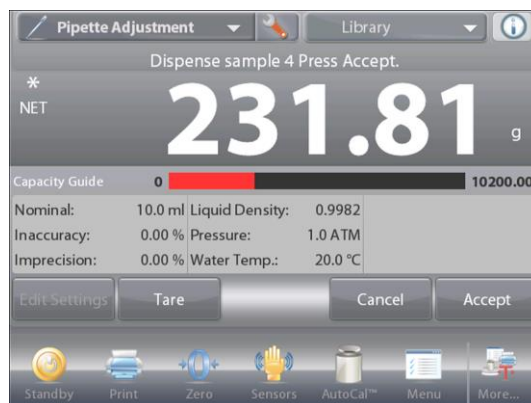 Pipette Adjustment Library
Dispense sample 4 Press Accept.
*
NET
231.81 g
Capacity Guide 0 10200.00
Nominal: 10.0 ml Liquid Density: 0.9982
Inaccuracy: 0.00 % Pressure: 1.0 ATM
Imprecision: 0.00 % Water Temp.: 20.0 °C
Edit Settings Tare Cancel Accept
Standby Print Zero Sensors AutoCal™ Menu More...